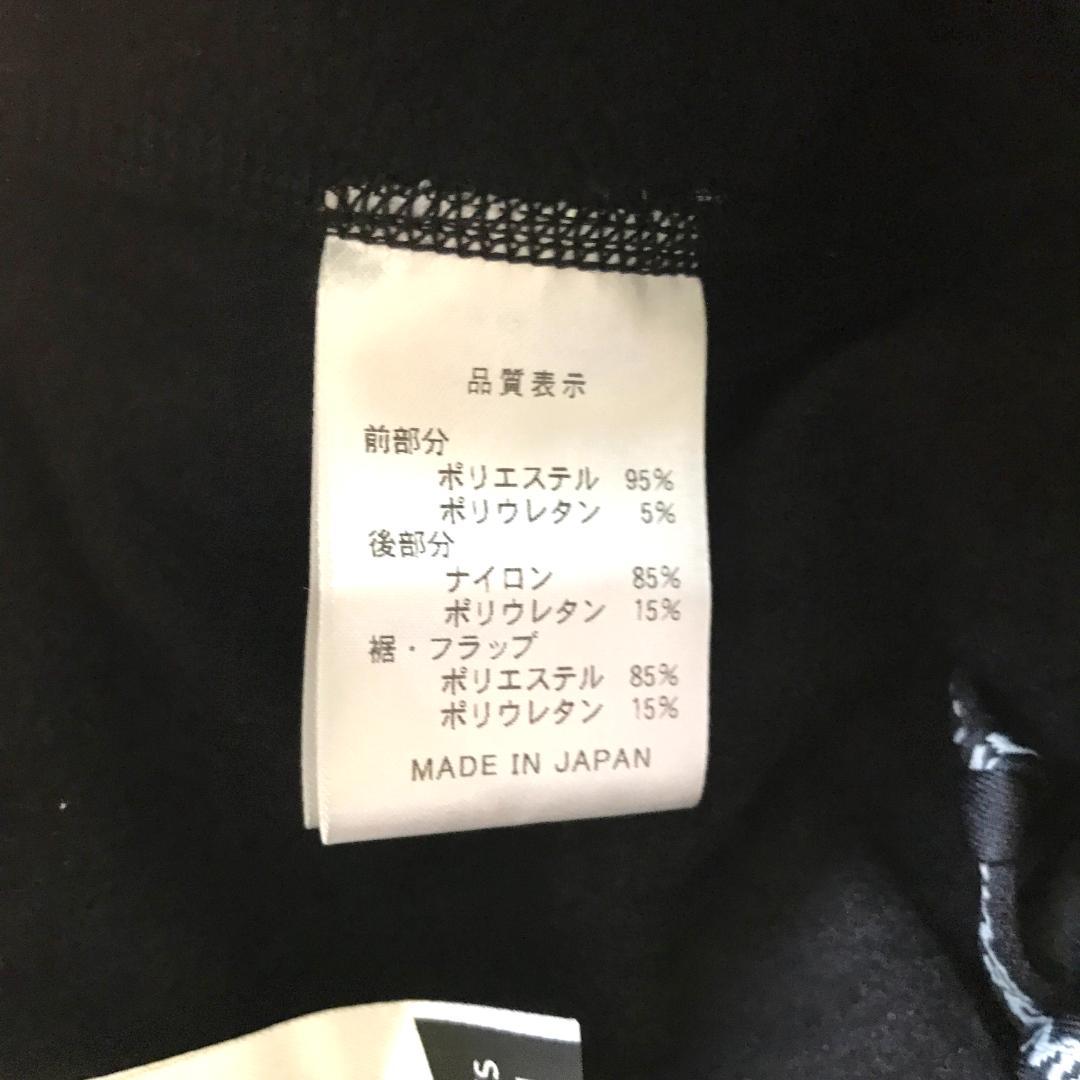 品質表示
前部分
ポリエステル 95%
ポリウレタン 5%
後部分
ナイロン 85%
ポリウレタン 15%
裾・フラップ
ポリエステル 85%
ポリウレタン 15%
MADE IN JAPAN
S